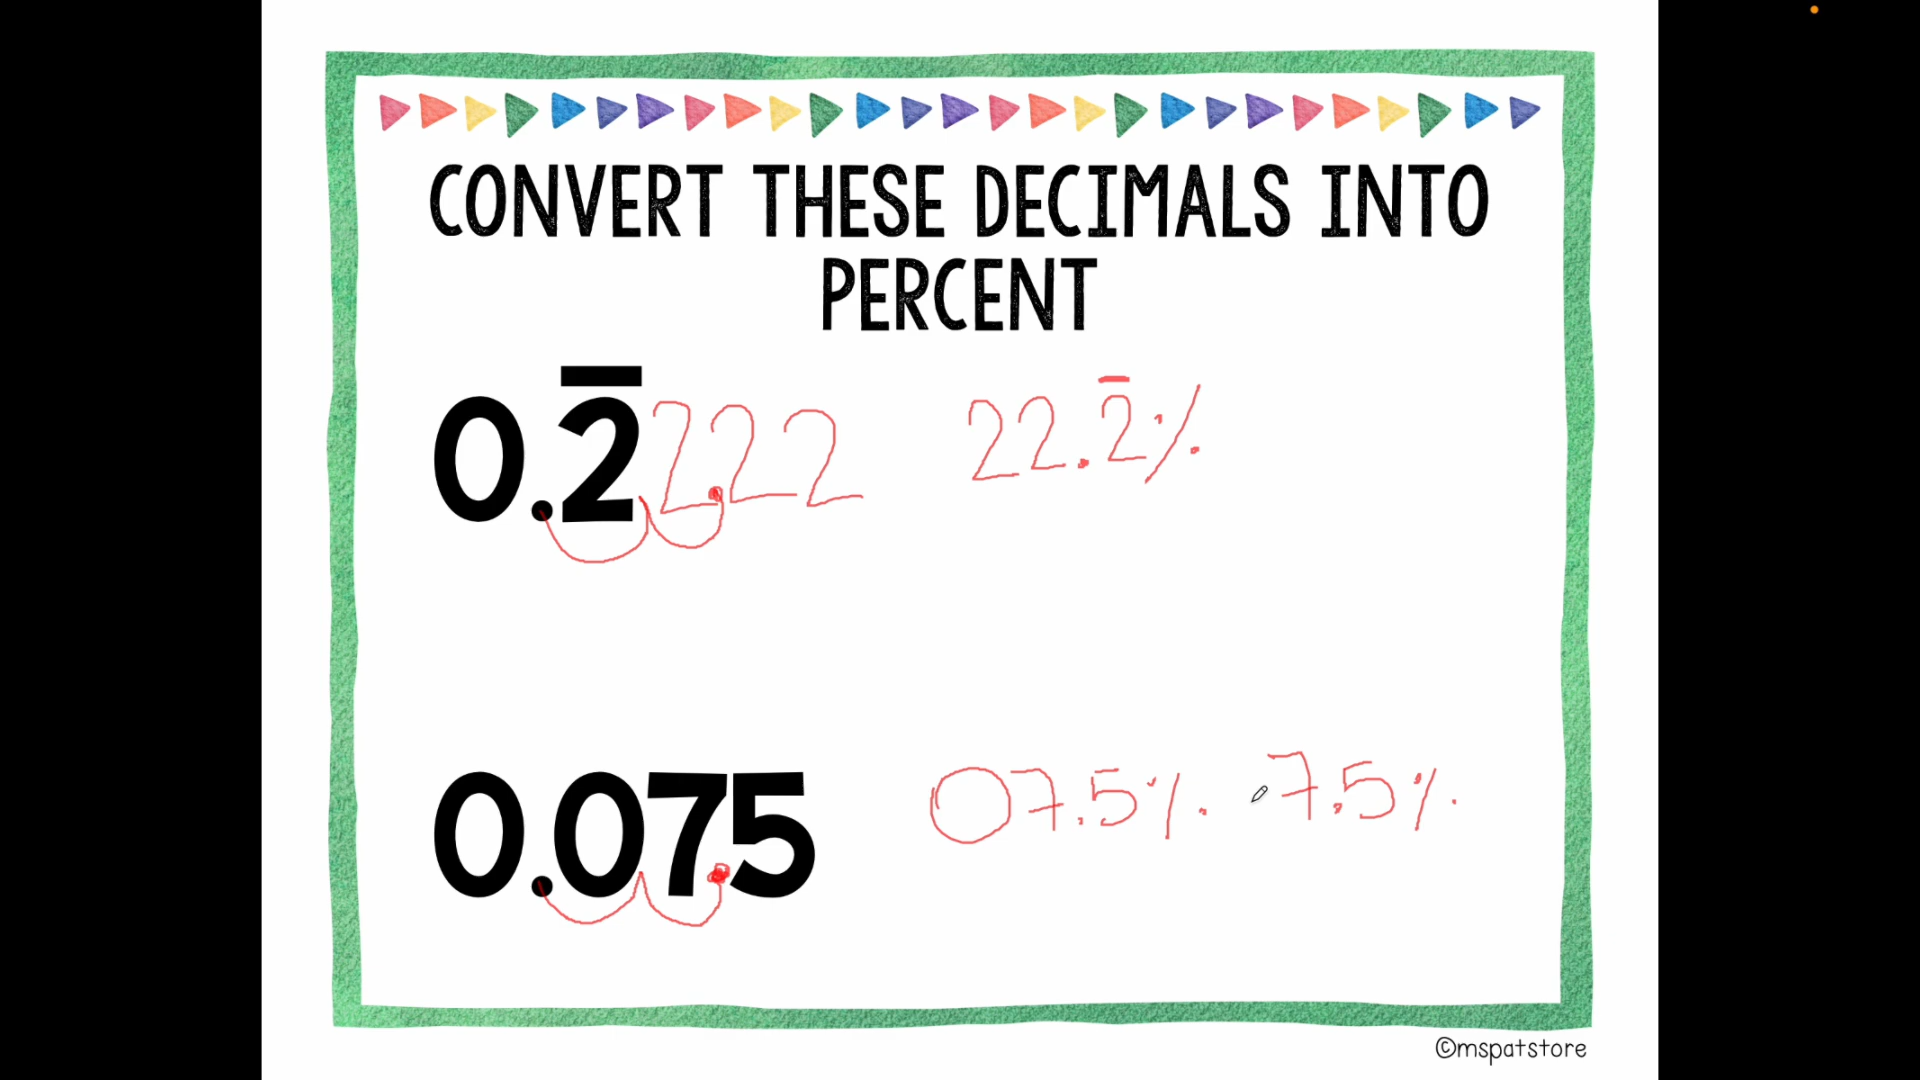 CONVERT THESE DECIMALS INTO
PERCENT
0.2̅222 22.2̅%
0.075 07.5% 7.5%
©mspatstore